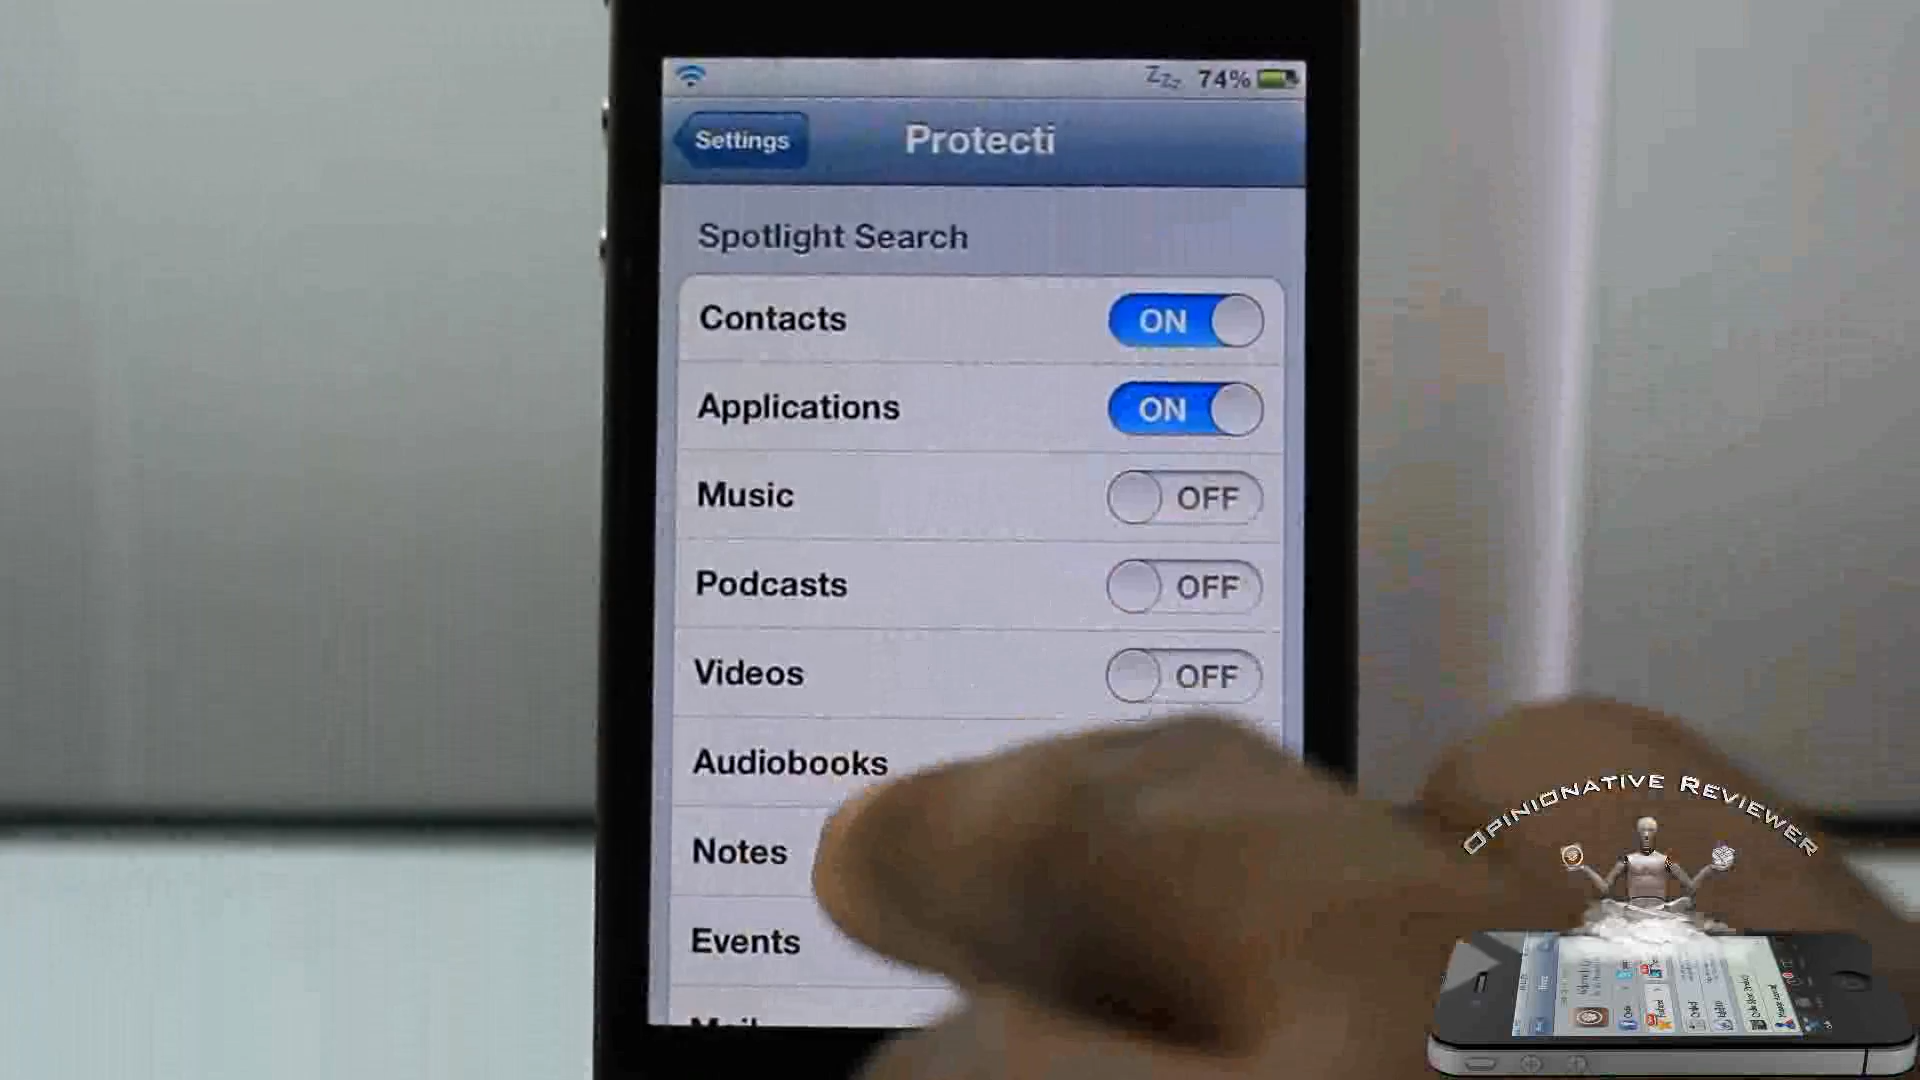 Zzz 74%
Settings
Protecti
Spotlight Search
Contacts ON
Applications ON
Music OFF
Podcasts OFF
Videos OFF
Audiobooks
Notes
Events
Mail
OPINIONATIVE REVIEWER